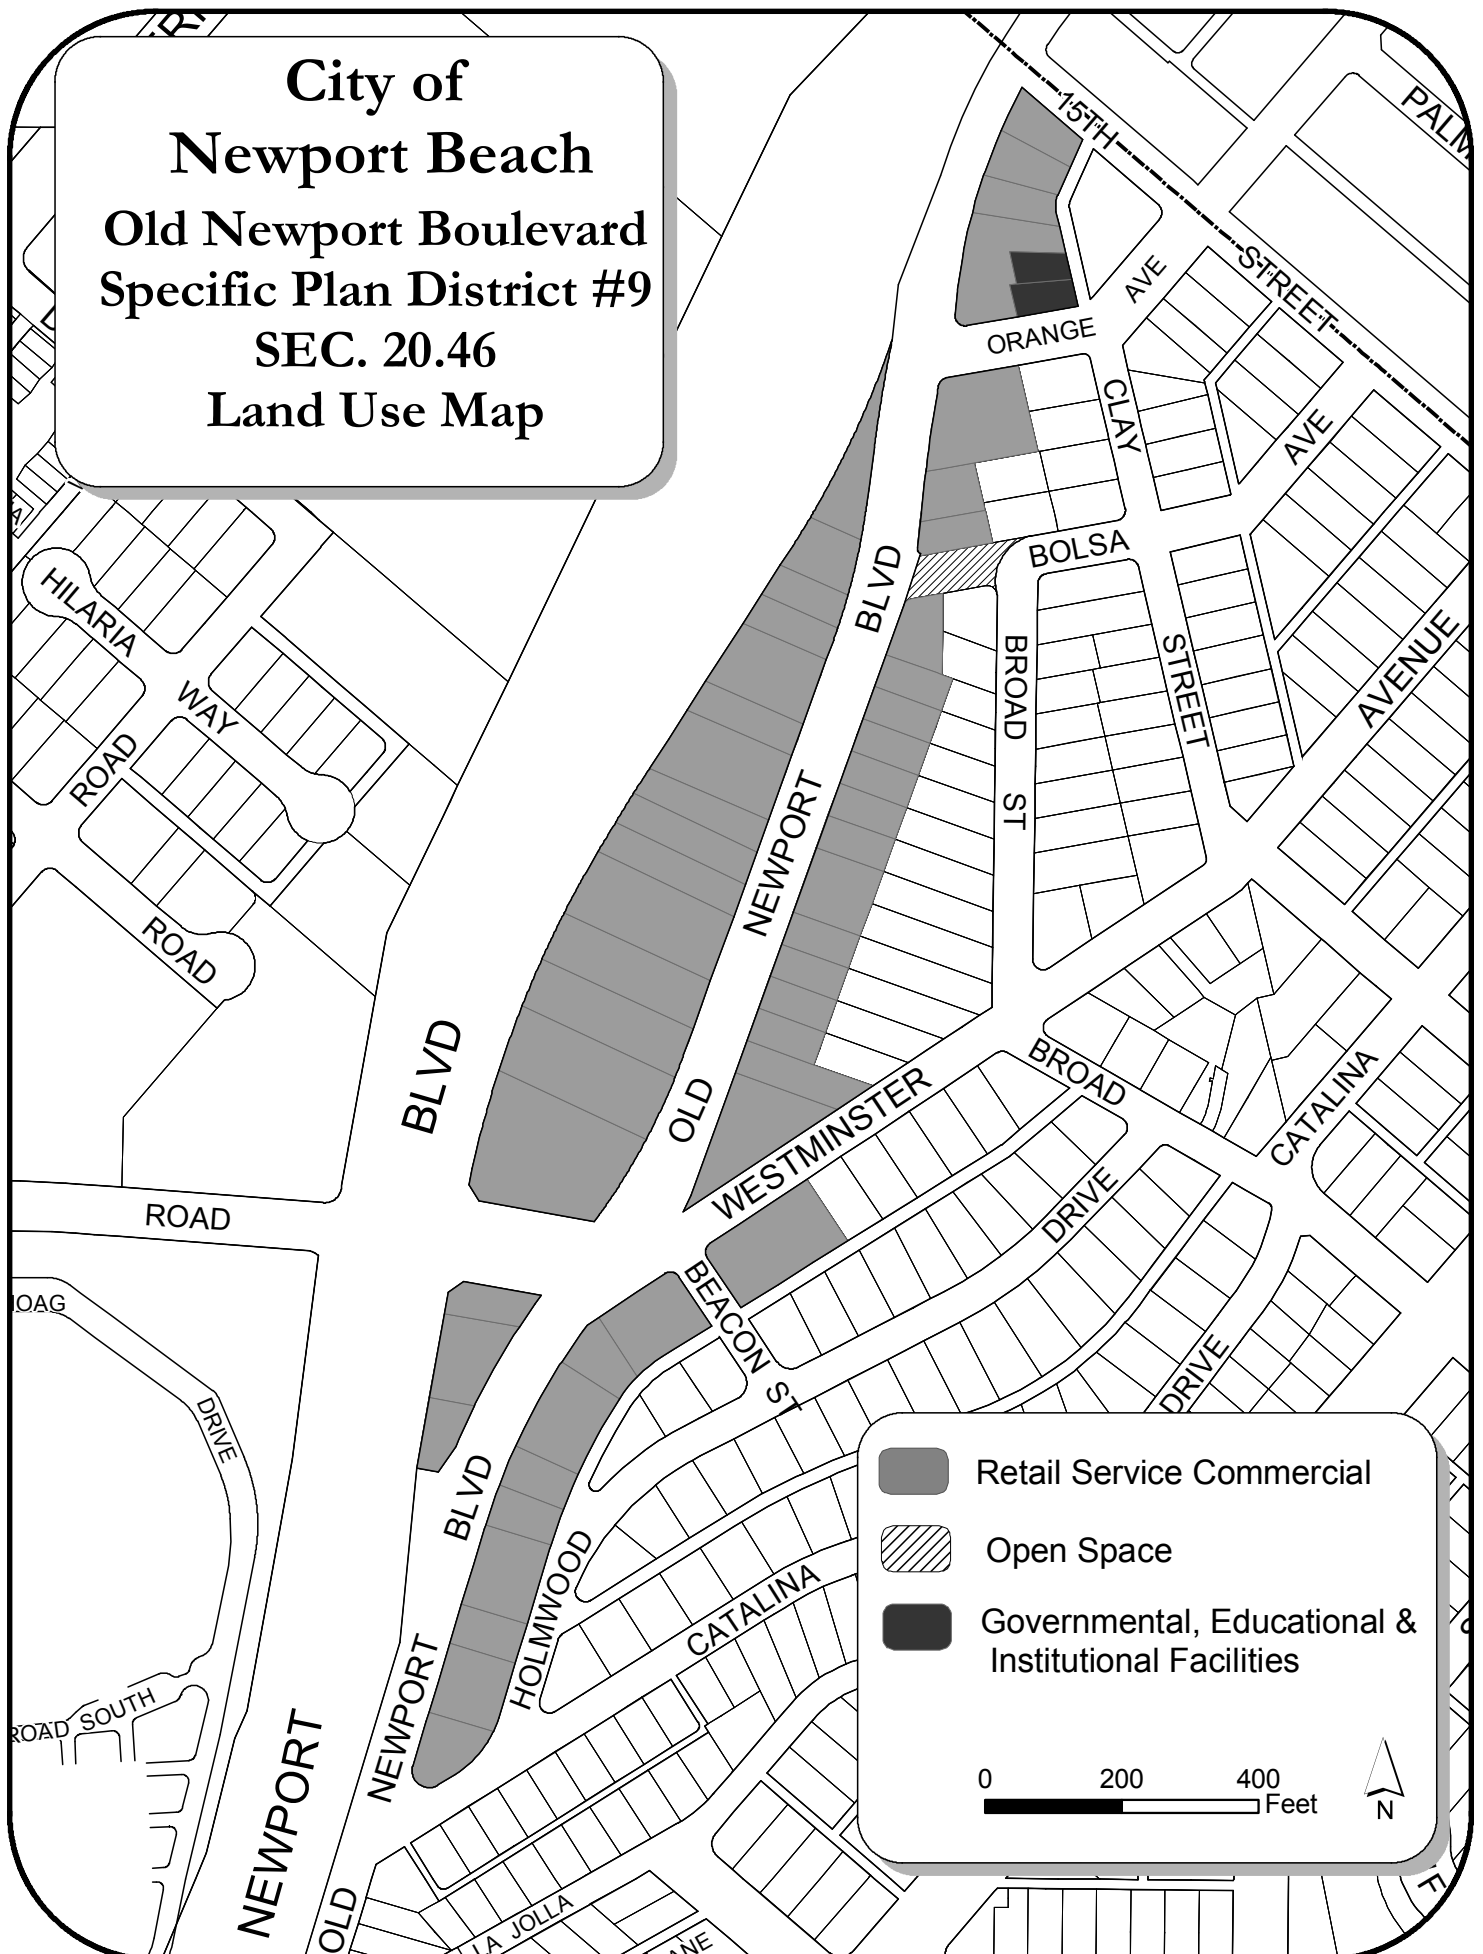 City of
Newport Beach
Old Newport Boulevard
Specific Plan District #9
SEC. 20.46
Land Use Map
15TH
STREET
AVE
ORANGE
CLAY
AVE
BLVD
BOLSA
HILARIA
WAY
BROAD
STREET
AVENUE
ROAD
NEWPORT
ST
ROAD
BLVD
OLD
WESTMINSTER
BROAD
CATALINA
ROAD
DRIVE
BEACON ST
DRIVE
DRIVE
BLVD
HOLMWOOD
CATALINA
NEWPORT
ROAD SOUTH
NEWPORT
OLD
LA JOLLA
Retail Service Commercial
Open Space
Governmental, Educational &
Institutional Facilities
0 200 400
Feet
N